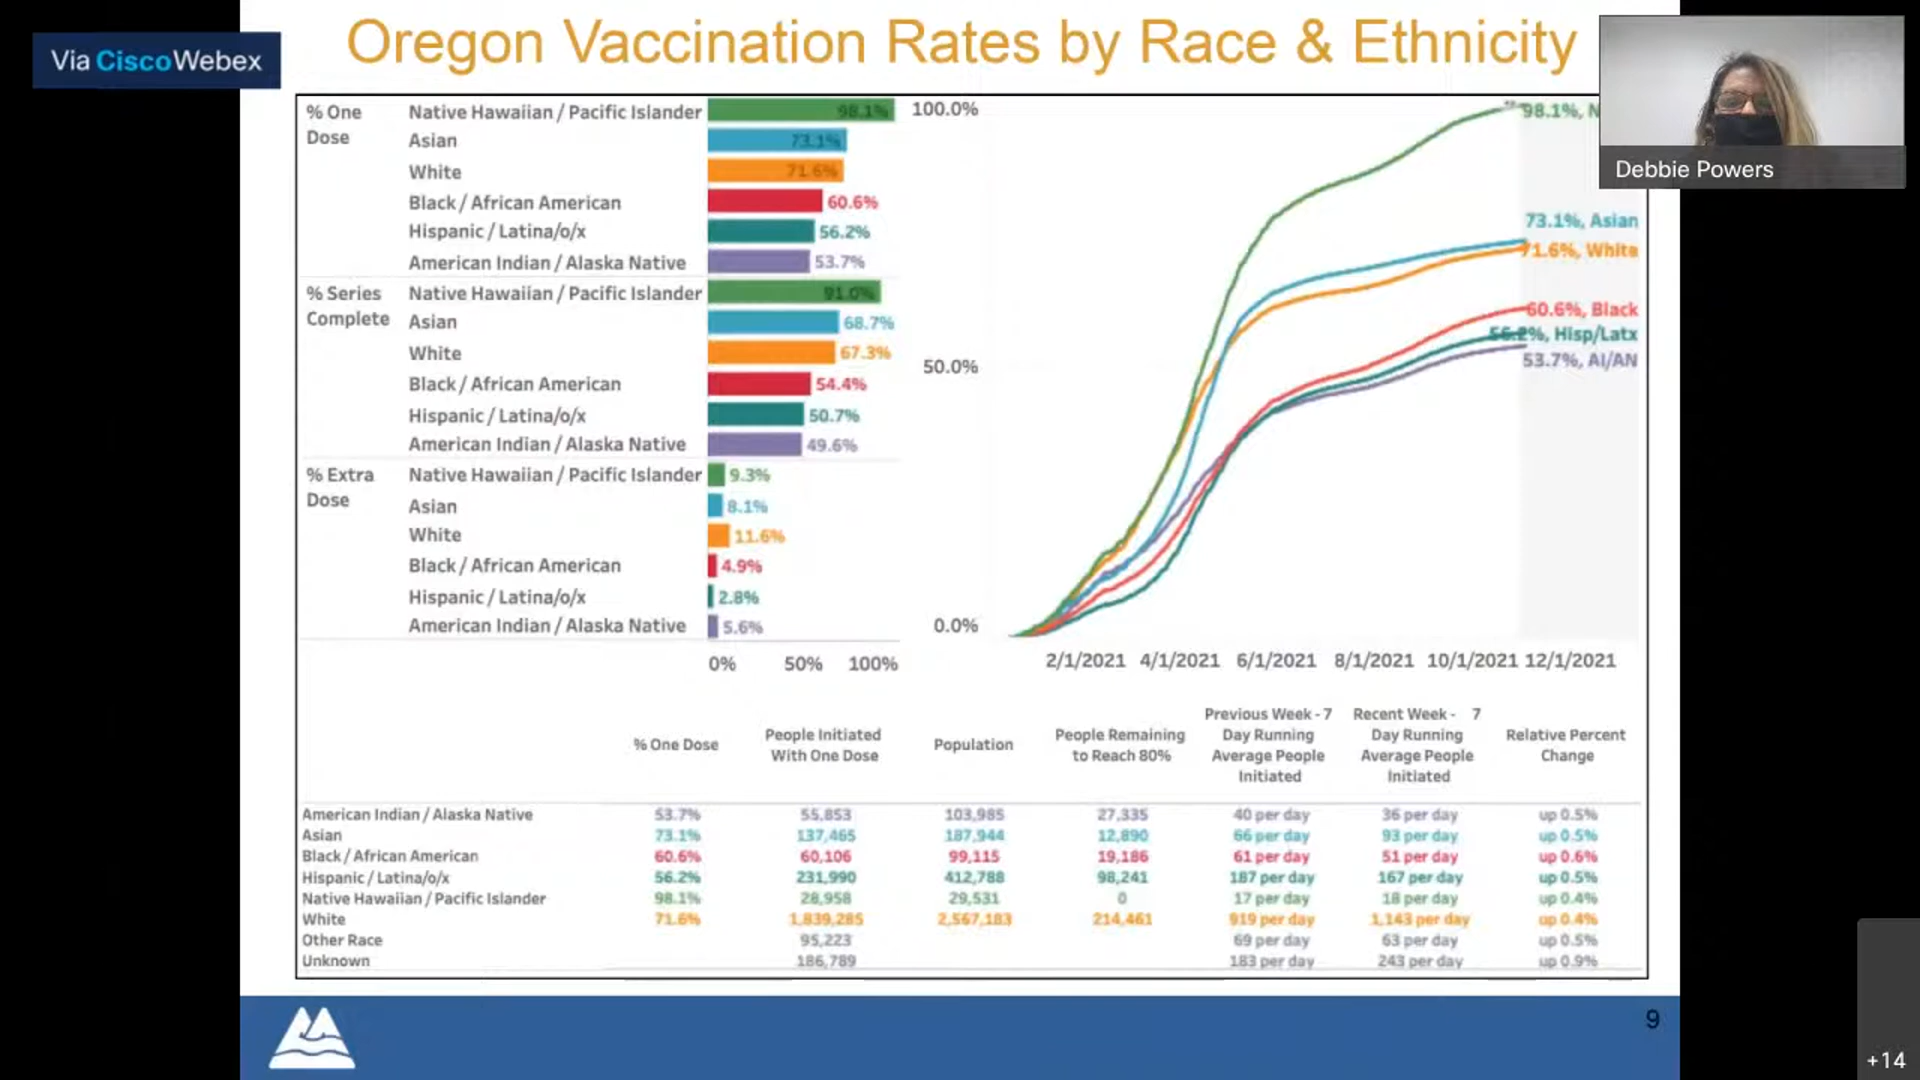 Via CiscoWebex
Oregon Vaccination Rates by Race & Ethnicity
Debbie Powers
% One
Dose
Native Hawaiian / Pacific Islander 98.1%
Asian 73.1%
White 71.6%
Black / African American 60.6%
Hispanic / Latina/o/x 56.2%
American Indian / Alaska Native 53.7%
% Series
Complete
Native Hawaiian / Pacific Islander 91.0%
Asian 68.7%
White 67.3%
Black / African American 54.4%
Hispanic / Latina/o/x 50.7%
American Indian / Alaska Native 49.6%
% Extra
Dose
Native Hawaiian / Pacific Islander 9.3%
Asian 8.1%
White 11.6%
Black / African American 4.9%
Hispanic / Latina/o/x 2.8%
American Indian / Alaska Native 5.6%
0% 50% 100%
100.0%
50.0%
0.0%
98.1%, N
73.1%, Asian
71.6%, White
60.6%, Black
56.2%, Hisp/Latx
53.7%, AI/AN
2/1/2021 4/1/2021 6/1/2021 8/1/2021 10/1/2021 12/1/2021
% One Dose
People Initiated
With One Dose
Population
People Remaining
to Reach 80%
Previous Week - 7
Day Running
Average People
Initiated
Recent Week - 7
Day Running
Average People
Initiated
Relative Percent
Change
American Indian / Alaska Native 53.7% 55,853 103,985 27,335 40 per day 36 per day up 0.5%
Asian 73.1% 137,465 187,944 12,890 66 per day 93 per day up 0.5%
Black / African American 60.6% 60,106 99,115 19,186 61 per day 51 per day up 0.6%
Hispanic / Latina/o/x 56.2% 231,990 412,788 98,241 187 per day 167 per day up 0.5%
Native Hawaiian / Pacific Islander 98.1% 28,958 29,531 0 17 per day 18 per day up 0.4%
White 71.6% 1,839,285 2,567,183 214,461 919 per day 1,143 per day up 0.4%
Other Race 95,223 69 per day 63 per day up 0.5%
Unknown 186,789 183 per day 243 per day up 0.9%
9
+14